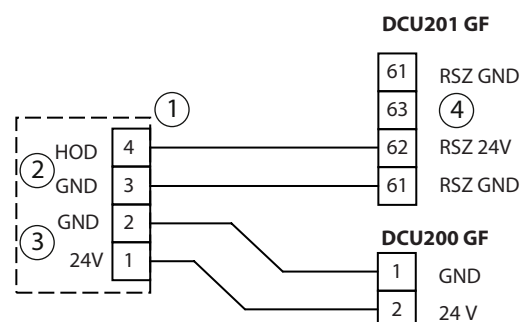 DCU201 GF
61 RSZ GND
63 4
62 RSZ 24V
61 RSZ GND
1
2 HOD 4
GND 3
3 GND 2
24V 1
DCU200 GF
1 GND
2 24 V